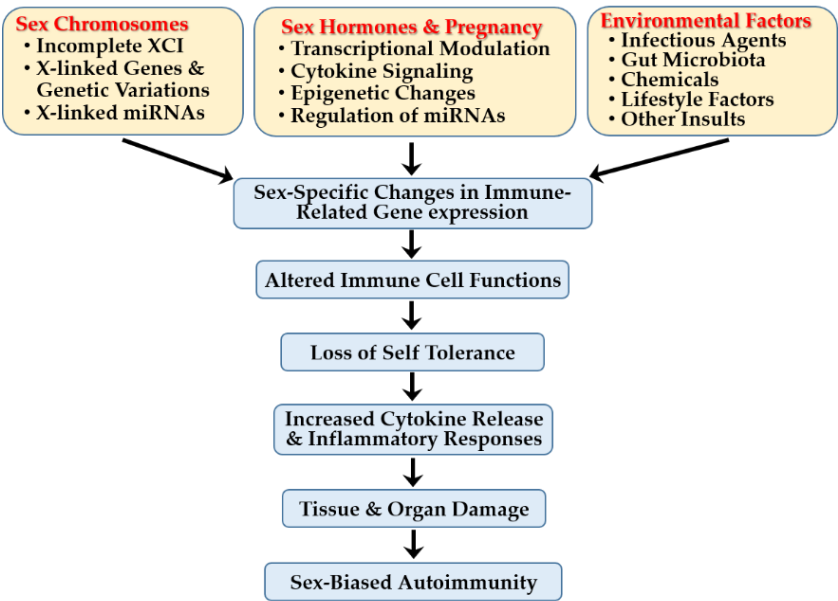 Sex Chromosomes
• Incomplete XCI
• X-linked Genes &
Genetic Variations
• X-linked miRNAs
Sex Hormones & Pregnancy
• Transcriptional Modulation
• Cytokine Signaling
• Epigenetic Changes
• Regulation of miRNAs
Environmental Factors
• Infectious Agents
• Gut Microbiota
• Chemicals
• Lifestyle Factors
• Other Insults
Sex-Specific Changes in Immune-
Related Gene expression
Altered Immune Cell Functions
Loss of Self Tolerance
Increased Cytokine Release
& Inflammatory Responses
Tissue & Organ Damage
Sex-Biased Autoimmunity